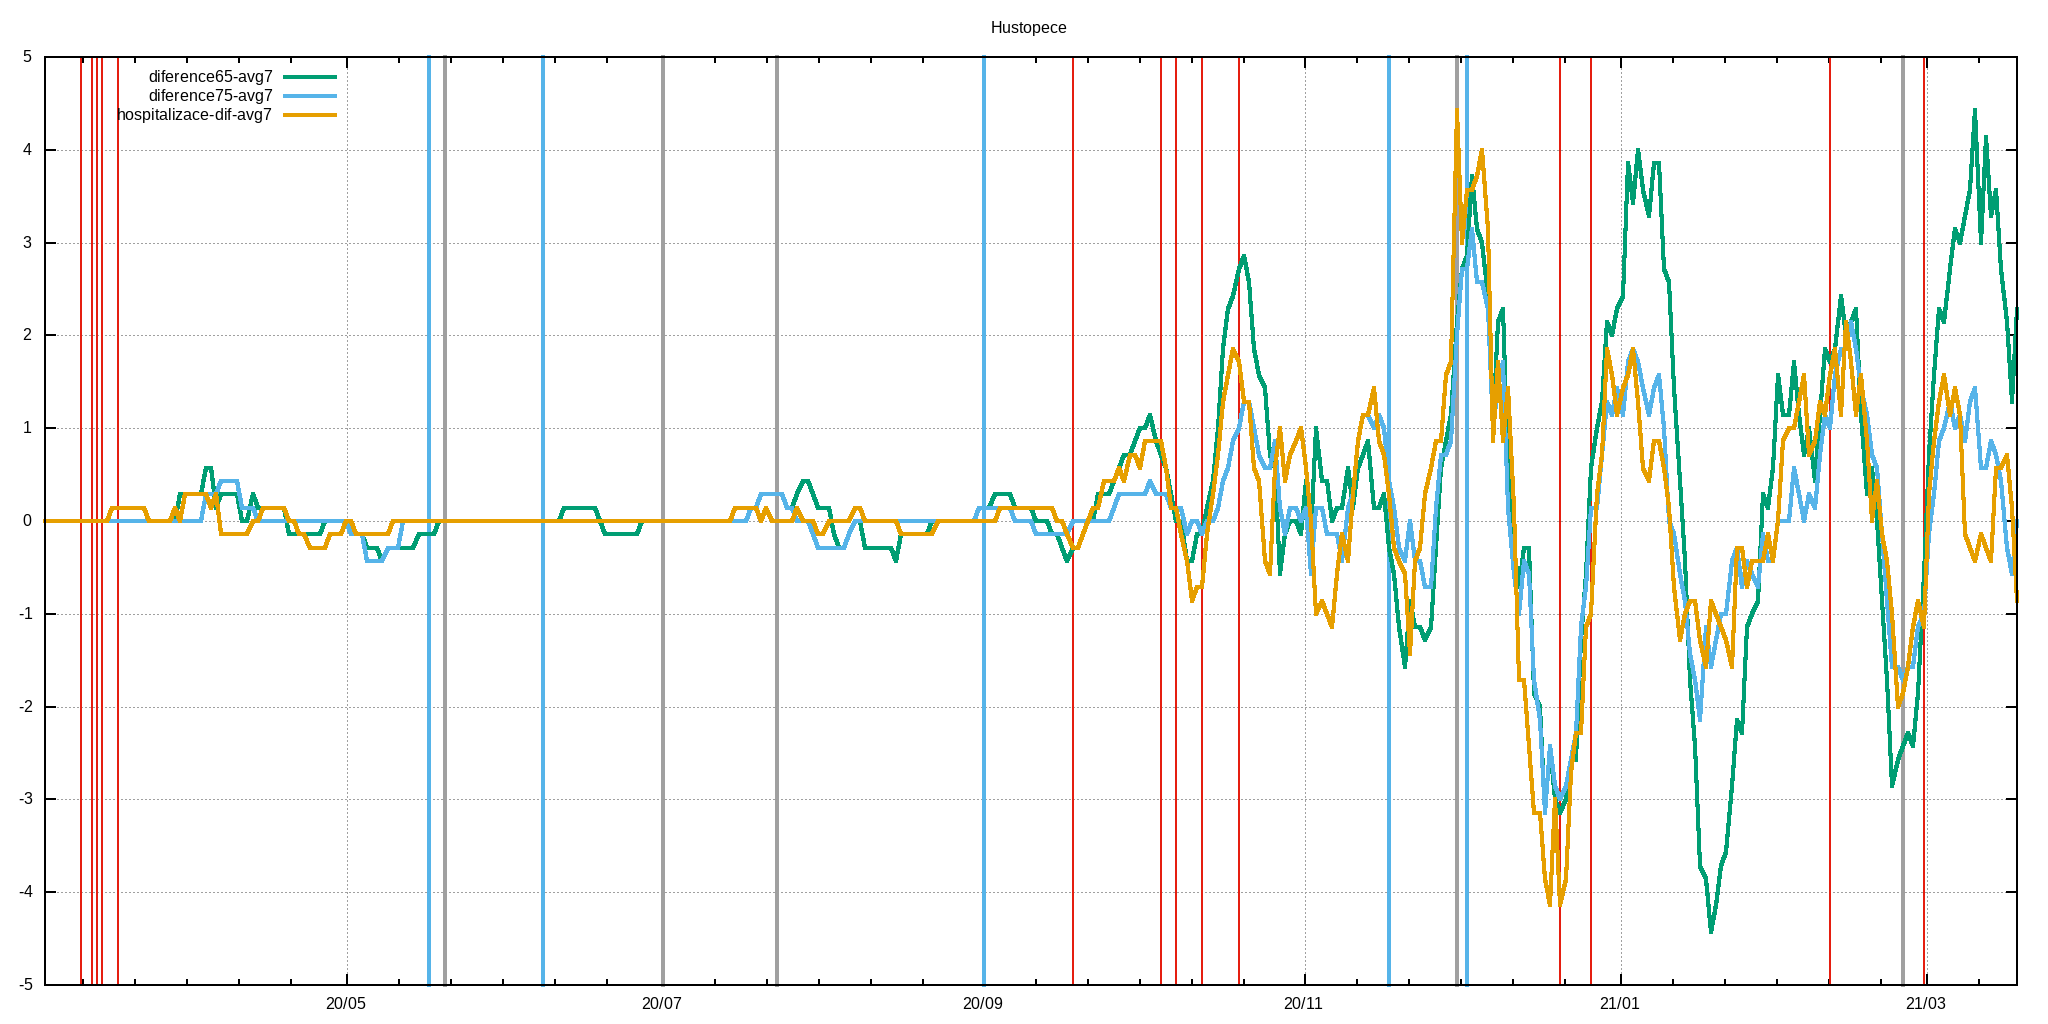 Hustopece
diference65-avg7
diference75-avg7
hospitalizace-dif-avg7
5
4
3
2
1
0
-1
-2
-3
-4
-5
20/05 20/07 20/09 20/11 21/01 21/03